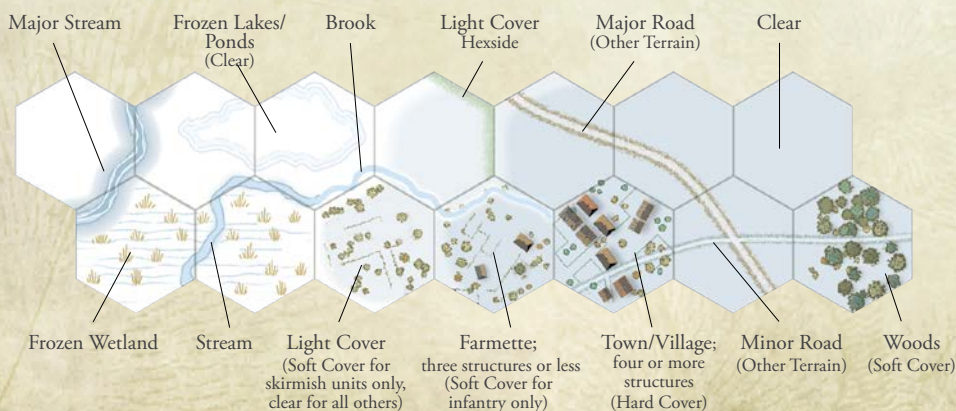 Major Stream
Frozen Lakes/
Ponds
(Clear)
Brook
Light Cover
Hexside
Major Road
(Other Terrain)
Clear
Frozen Wetland
Stream
Light Cover
(Soft Cover for
skirmish units only,
clear for all others)
Farmette;
three structures or less
(Soft Cover for
infantry only)
Town/Village;
four or more
structures
(Hard Cover)
Minor Road
(Other Terrain)
Woods
(Soft Cover)